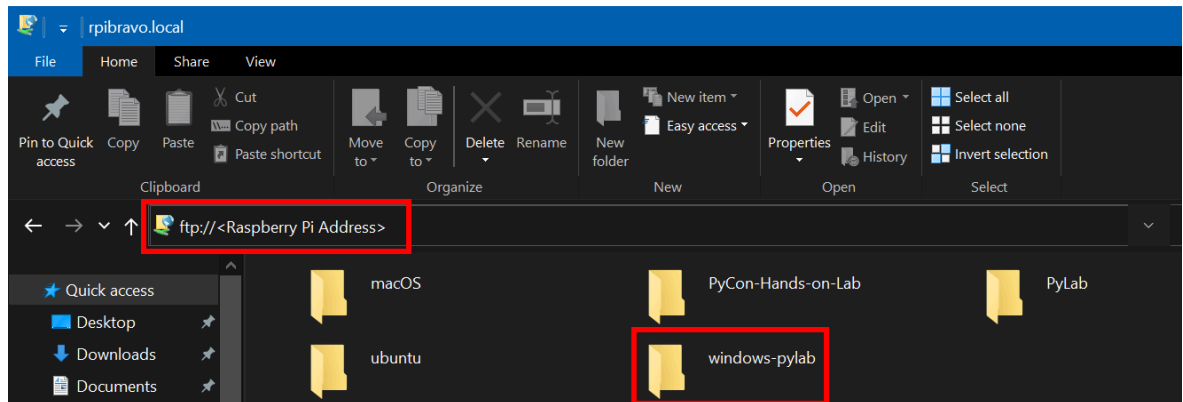 rpibravo.local
File Home Share View
Pin to Quick access
Copy
Paste
Cut
Copy path
Paste shortcut
Move to
Copy to
Delete
Rename
New folder
New item
Easy access
Properties
Open
Edit
History
Select all
Select none
Invert selection
Clipboard Organize New Open Select
ftp://<Raspberry Pi Address>
Quick access
Desktop
Downloads
Documents
macOS PyCon-Hands-on-Lab PyLab
ubuntu windows-pylab